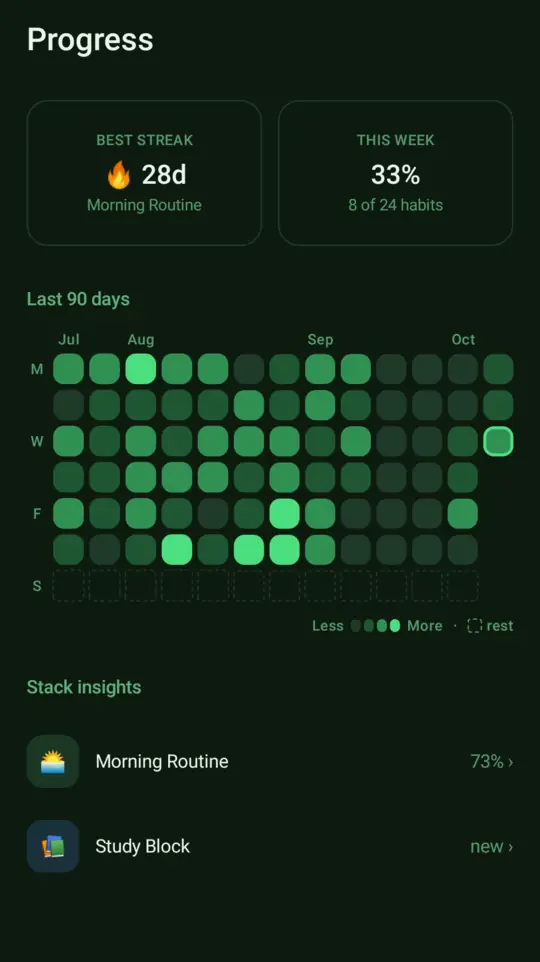 Progress
BEST STREAK
🔥 28d
Morning Routine
THIS WEEK
33%
8 of 24 habits
Last 90 days
Jul Aug Sep Oct
M
W
F
S
Less More · rest
Stack insights
Morning Routine 73% ›
Study Block new ›